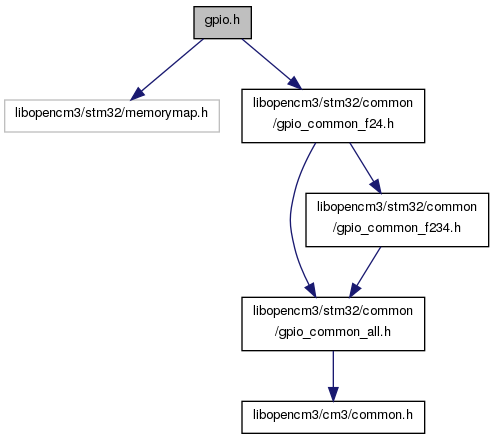 gpio.h
libopencm3/stm32/memorymap.h
libopencm3/stm32/common
/gpio_common_f24.h
libopencm3/stm32/common
/gpio_common_f234.h
libopencm3/stm32/common
/gpio_common_all.h
libopencm3/cm3/common.h